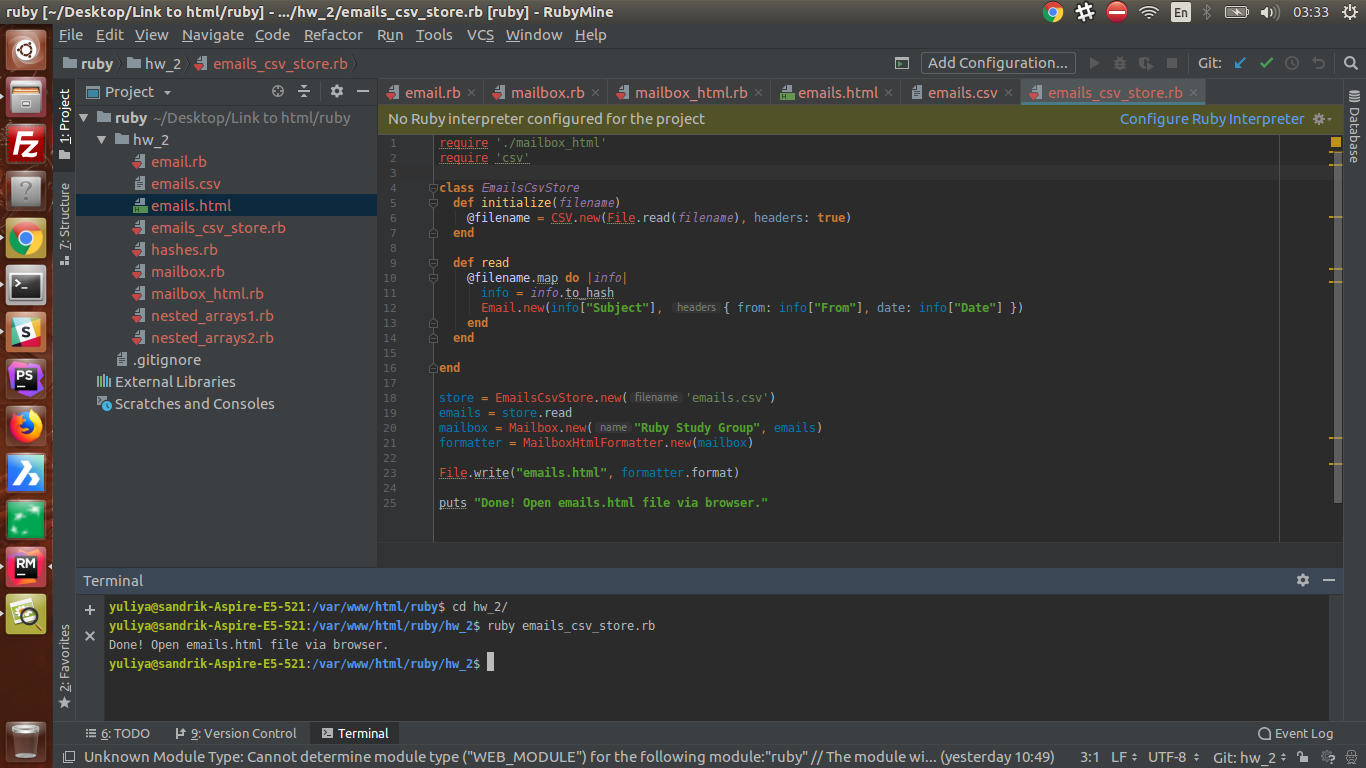 ruby [~/Desktop/Link to html/ruby] - .../hw_2/emails_csv_store.rb [ruby] - RubyMine
En
03:33
File Edit View Navigate Code Refactor Run Tools VCS Window Help
ruby hw_2 emails_csv_store.rb
Add Configuration...
Git:
1: Project
7: Structure
2: Favorites
Project
ruby ~/Desktop/Link to html/ruby
hw_2
email.rb
emails.csv
emails.html
emails_csv_store.rb
hashes.rb
mailbox.rb
mailbox_html.rb
nested_arrays1.rb
nested_arrays2.rb
.gitignore
External Libraries
Scratches and Consoles
email.rb mailbox.rb mailbox_html.rb emails.html emails.csv emails_csv_store.rb
No Ruby interpreter configured for the project Configure Ruby Interpreter
Database
1 require './mailbox_html'
2 require 'csv'
3
4 class EmailsCsvStore
5 def initialize(filename)
6 @filename = CSV.new(File.read(filename), headers: true)
7 end
8
9 def read
10 @filename.map do |info|
11 info = info.to_hash
12 Email.new(info["Subject"], headers { from: info["From"], date: info["Date"] })
13 end
14 end
15
16 end
17
18 store = EmailsCsvStore.new( filename 'emails.csv')
19 emails = store.read
20 mailbox = Mailbox.new( name "Ruby Study Group", emails)
21 formatter = MailboxHtmlFormatter.new(mailbox)
22
23 File.write("emails.html", formatter.format)
24
25 puts "Done! Open emails.html file via browser."
Terminal
yuliya@sandrik-Aspire-E5-521:/var/www/html/ruby$ cd hw_2/
yuliya@sandrik-Aspire-E5-521:/var/www/html/ruby/hw_2$ ruby emails_csv_store.rb
Done! Open emails.html file via browser.
yuliya@sandrik-Aspire-E5-521:/var/www/html/ruby/hw_2$
6: TODO 9: Version Control Terminal Event Log
Unknown Module Type: Cannot determine module type ("WEB_MODULE") for the following module:"ruby" // The module wi... (yesterday 10:49) 3:1 LF UTF-8 Git: hw_2
Fz
S
PS
RM